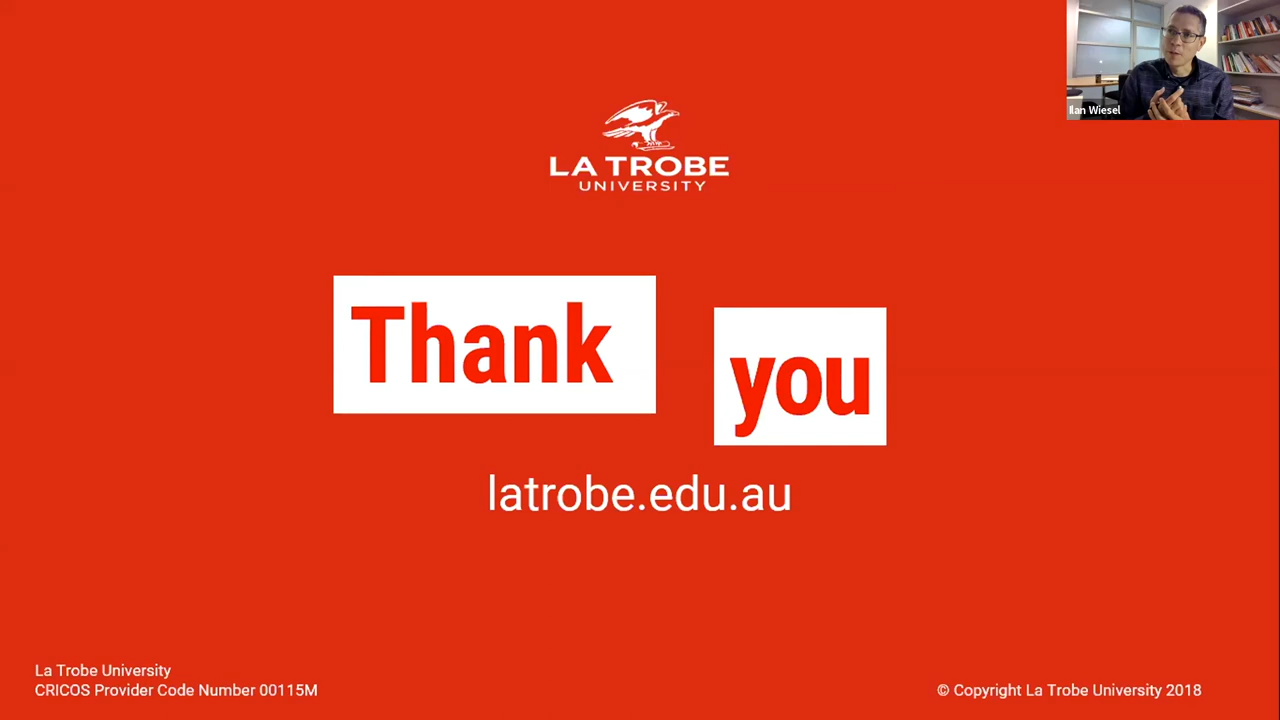 Ilan Wiesel
LA TROBE
UNIVERSITY
Thank you
latrobe.edu.au
La Trobe University
CRICOS Provider Code Number 00115M
© Copyright La Trobe University 2018